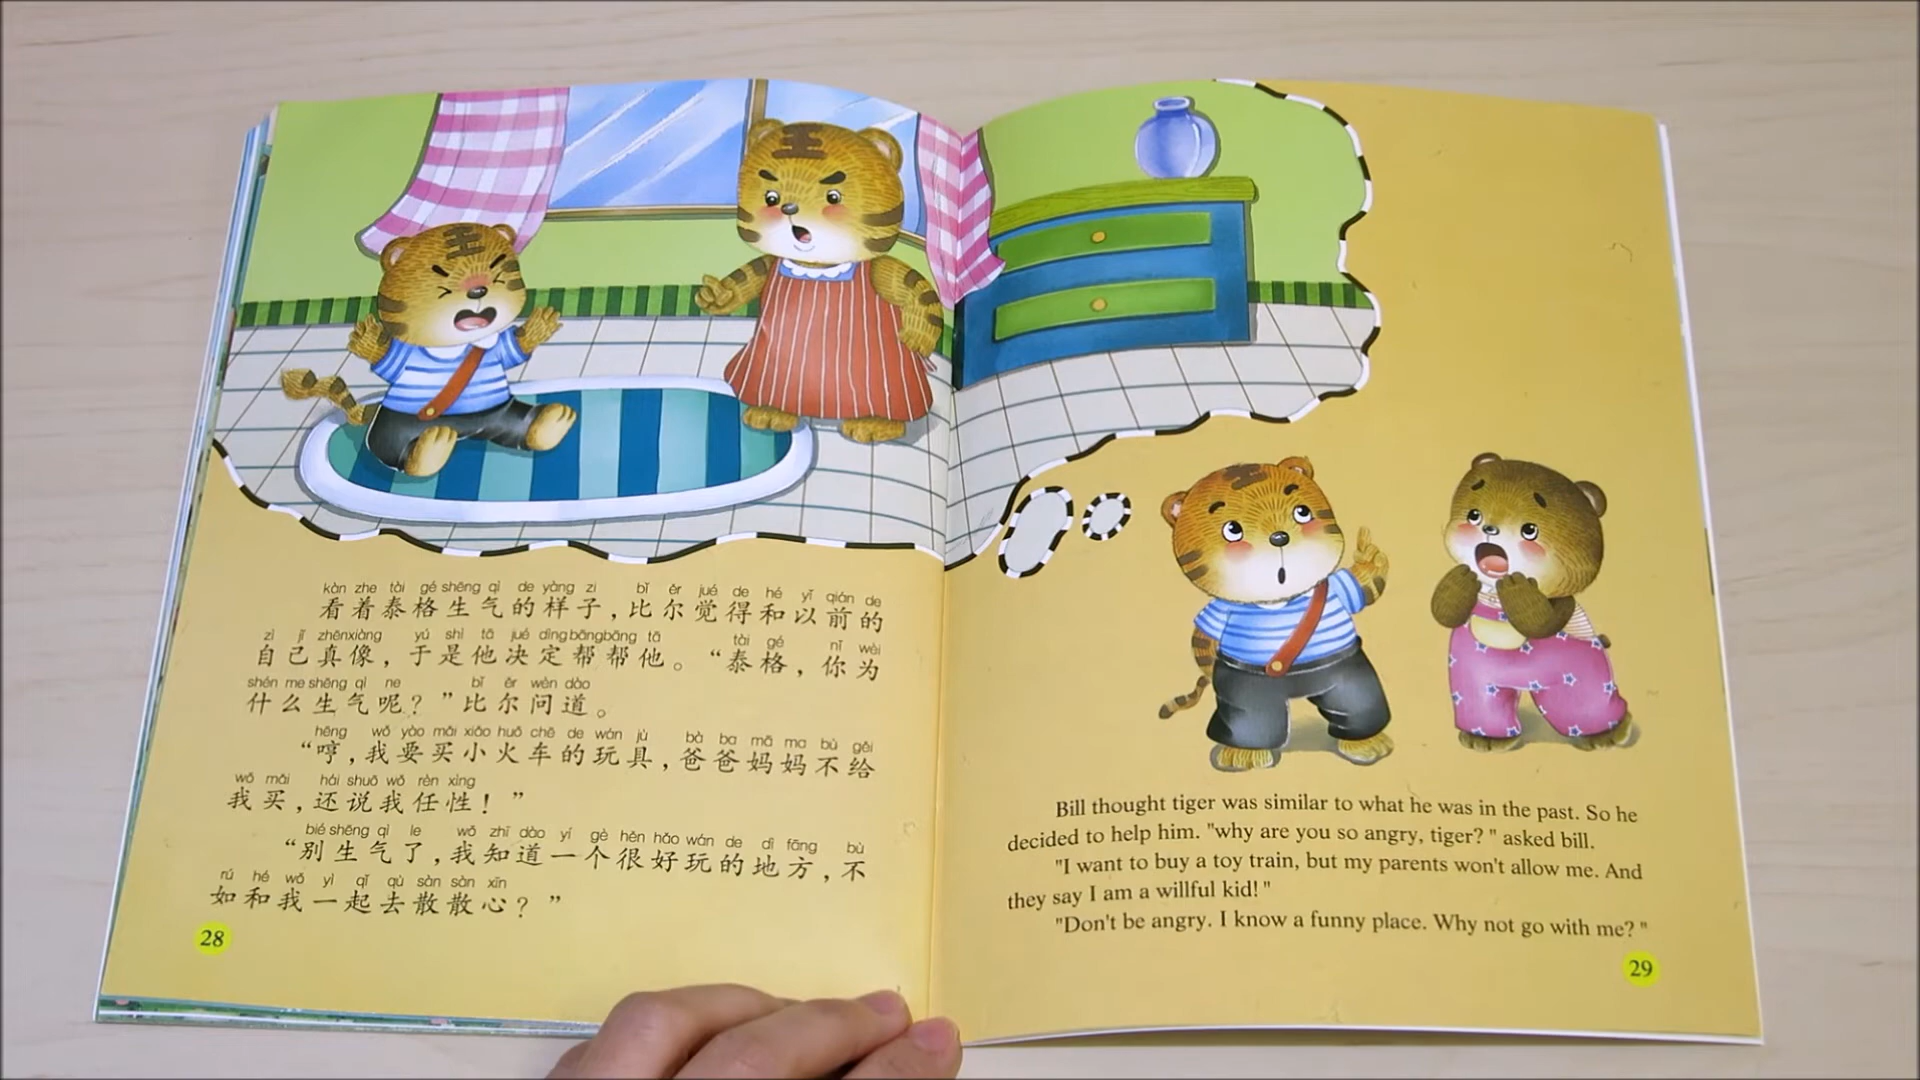 kàn zhe tài gé shēng qì de yàng zi bǐ ěr jué de hé yǐ qián de
看着泰格生气的样子，比尔觉得和以前的
zì jǐ zhēnxiàng yú shì tā jué dìngbāngbāng tā tài gé nǐ wèi
自己真像，于是他决定帮帮他。“泰格，你为
shén me shēng qì ne bǐ ěr wèn dào
什么生气呢？”比尔问道。
hēng wǒ yào mǎi xiǎo huǒ chē de wán jù bà ba mā ma bù gěi
“哼，我要买小火车的玩具，爸爸妈妈不给
wǒ mǎi hái shuō wǒ rèn xìng
我买，还说我任性！”
bié shēng qì le wǒ zhī dào yí gè hěn hǎo wán de dì fāng bù
“别生气了，我知道一个很好玩的地方，不
rú hé wǒ yì qǐ qù sàn sàn xīn
如和我一起去散散心？”
28
王
王
王
Bill thought tiger was similar to what he was in the past. So he
decided to help him. "why are you so angry, tiger? " asked bill.
"I want to buy a toy train, but my parents won't allow me. And
they say I am a willful kid! "
"Don't be angry. I know a funny place. Why not go with me? "
29